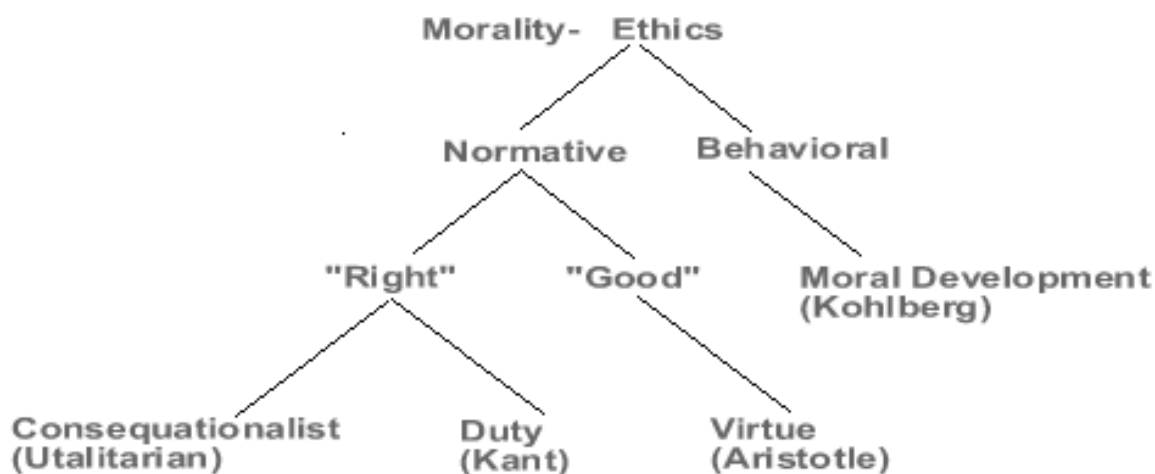 Morality- Ethics
Normative
Behavioral
"Right"
"Good"
Moral Development
(Kohlberg)
Consequationalist
(Utalitarian)
Duty
(Kant)
Virtue
(Aristotle)